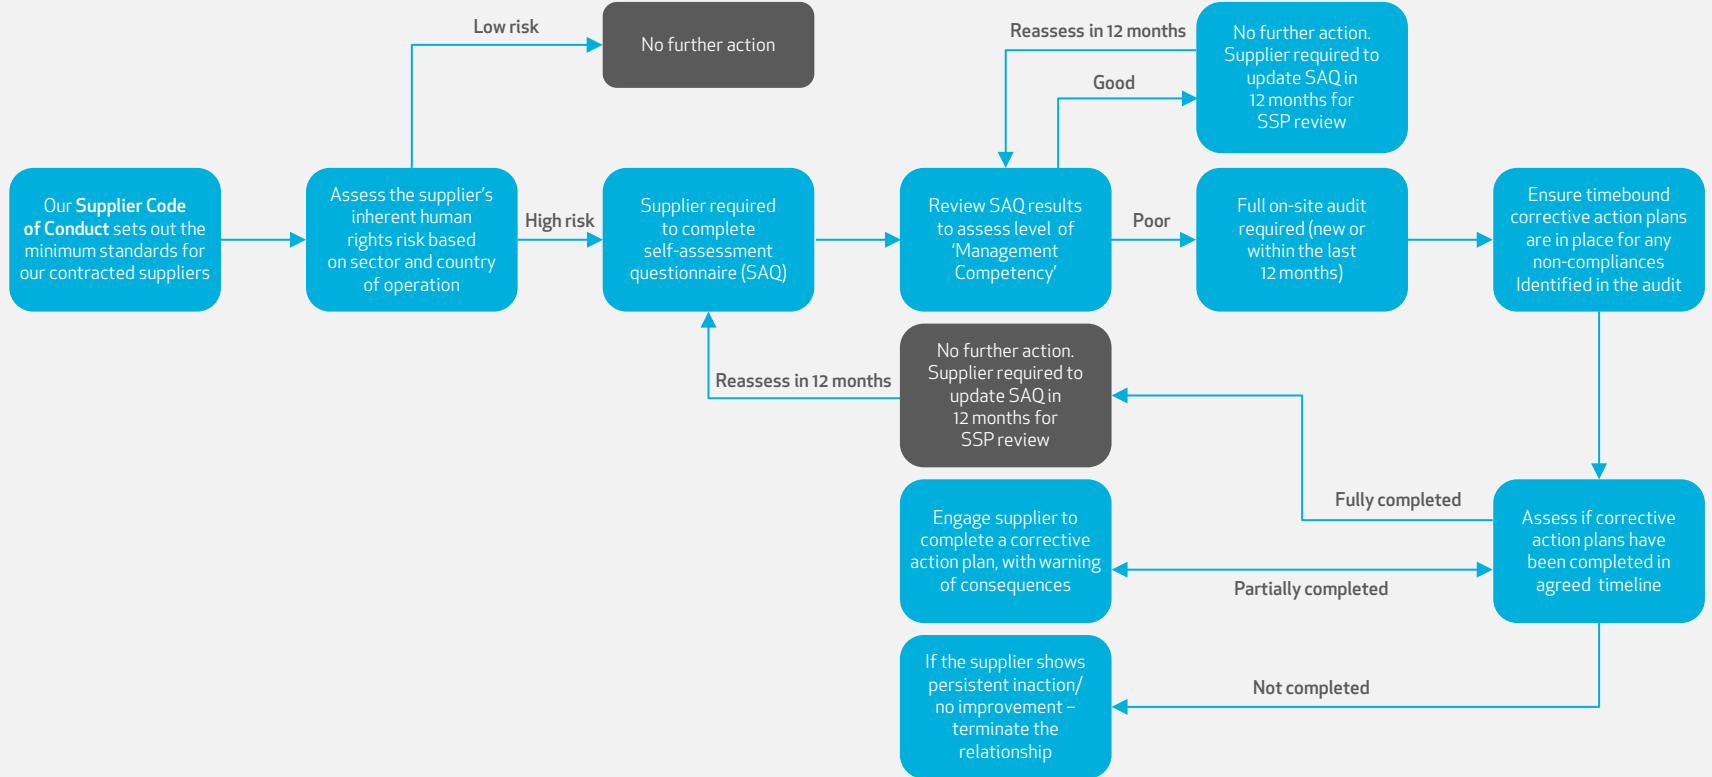 Low risk
No further action
Reassess in 12 months
Good
No further action.
Supplier required to
update SAQ in
12 months for
SSP review
Our Supplier Code
of Conduct sets out the
minimum standards for
our contracted suppliers
Assess the supplier's
inherent human
rights risk based
on sector and country
of operation
High risk
Supplier required
to complete
self-assessment
questionnaire (SAQ)
Review SAQ results
to assess level of
'Management
Competency'
Poor
Full on-site audit
required (new or
within the last
12 months)
Ensure timebound
corrective action plans
are in place for any
non-compliances
Identified in the audit
Reassess in 12 months
No further action.
Supplier required to
update SAQ in
12 months for
SSP review
Fully completed
Engage supplier to
complete a corrective
action plan, with warning
of consequences
Partially completed
Assess if corrective
action plans have
been completed in
agreed timeline
If the supplier shows
persistent inaction/
no improvement –
terminate the
relationship
Not completed